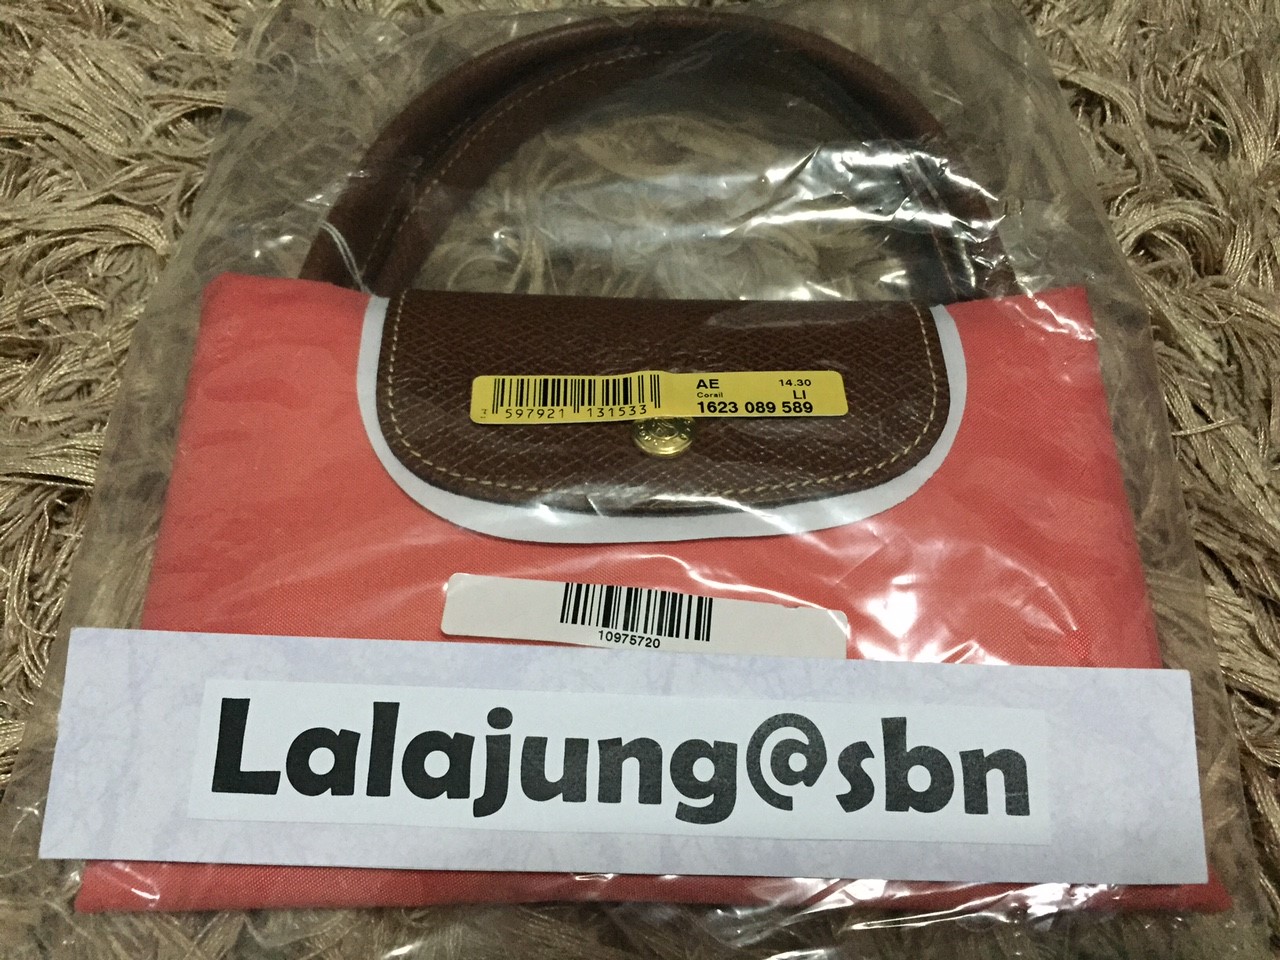 AE 14.30
Corail LI
3 597921 131533 1623 089 589
10975720
Lalajung@sbn